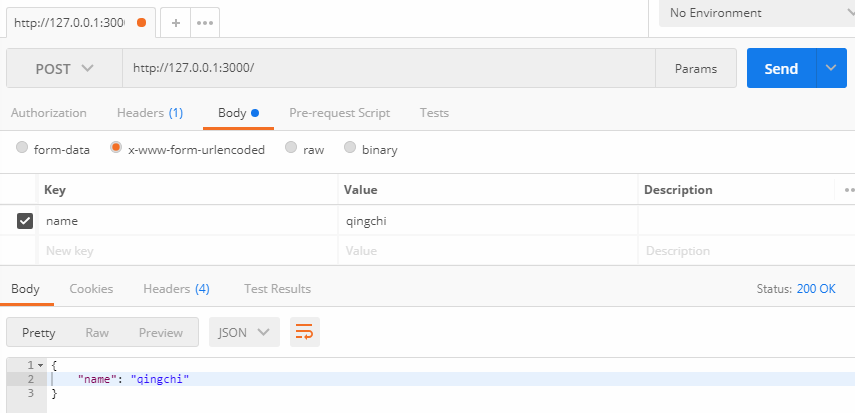 http://127.0.0.1:300 No Environment
POST http://127.0.0.1:3000/ Params Send
Authorization Headers (1) Body Pre-request Script Tests
form-data x-www-form-urlencoded raw binary
Key Value Description
name qingchi
New key Value Description
Body Cookies Headers (4) Test Results Status: 200 OK
Pretty Raw Preview JSON
1 {
2 "name": "qingchi"
3 }